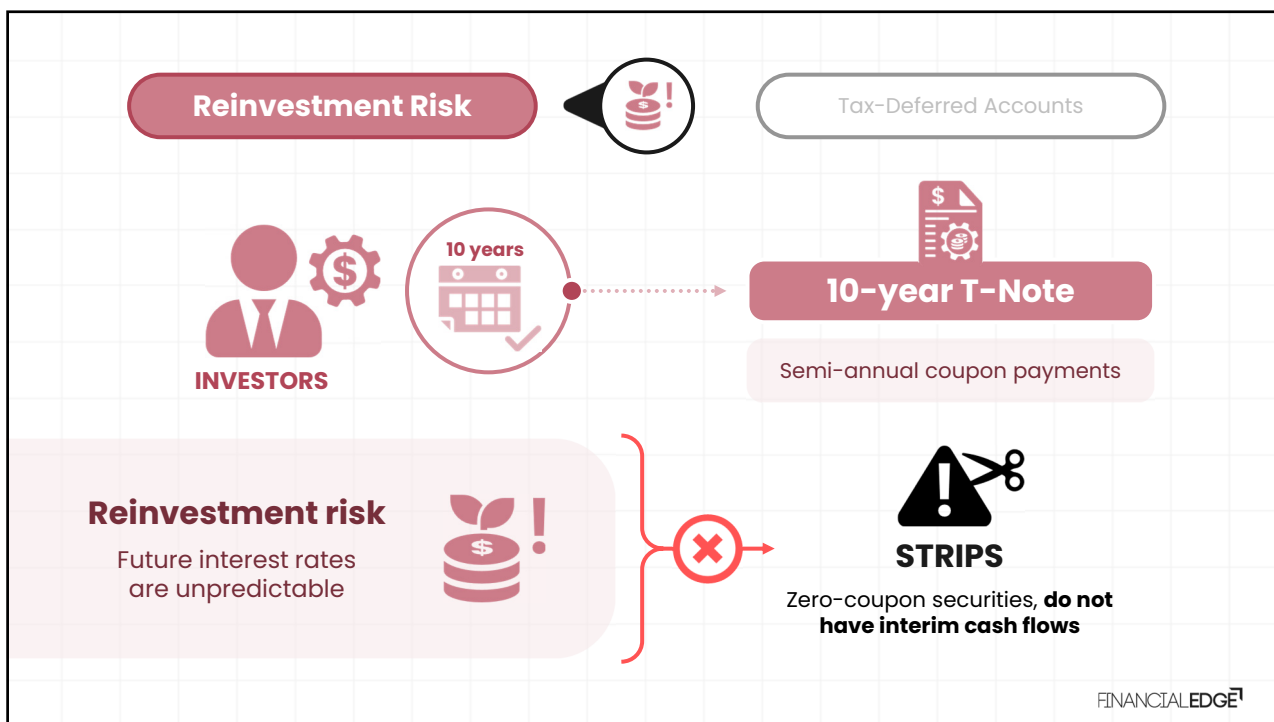 Reinvestment Risk
Tax-Deferred Accounts
10 years
$
$
10-year T-Note
INVESTORS
Semi-annual coupon payments
Reinvestment risk
Future interest rates
are unpredictable
$
STRIPS
Zero-coupon securities, do not
have interim cash flows
FINANCIALEDGE